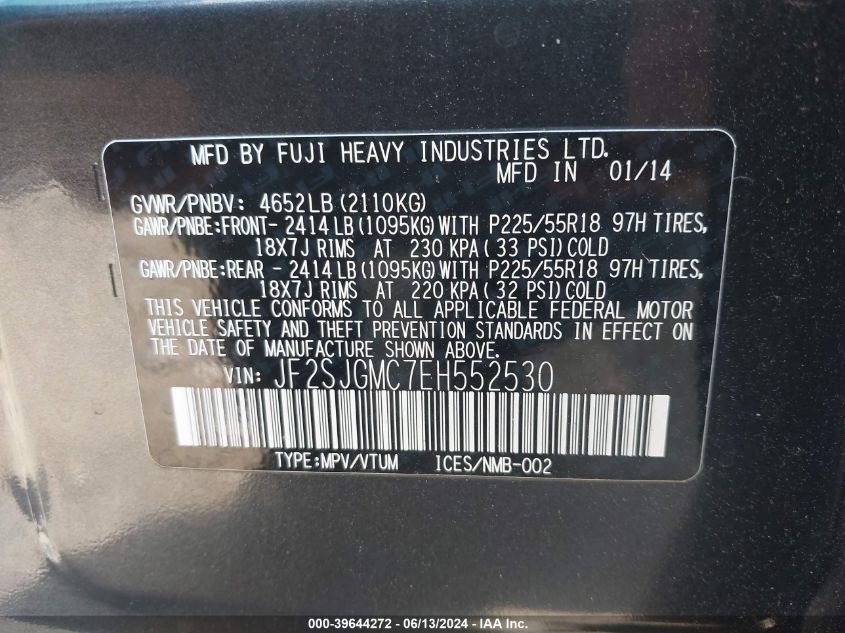 MFD BY FUJI HEAVY INDUSTRIES LTD.
MFD IN 01/14
GVWR/PNBV: 4652LB (2110KG)
GAWR/PNBE:FRONT- 2414 LB (1095KG) WITH P225/55R18 97H TIRES,
18X7J RIMS AT 230 KPA ( 33 PSI) COLD
GAWR/PNBE:REAR - 2414 LB (1095KG) WITH P225/55R18 97H TIRES,
18X7J RIMS AT 220 KPA ( 32 PSI) COLD
THIS VEHICLE CONFORMS TO ALL APPLICABLE FEDERAL MOTOR
VEHICLE SAFETY AND THEFT PREVENTION STANDARDS IN EFFECT ON
THE DATE OF MANUFACTURE SHOWN ABOVE.
VIN: JF2SJGMC7EH552530
TYPE:MPV/VTUM ICES/NMB-002
000-39644272 - 06/13/2024 - COPYRIGHT IAA, LLC.